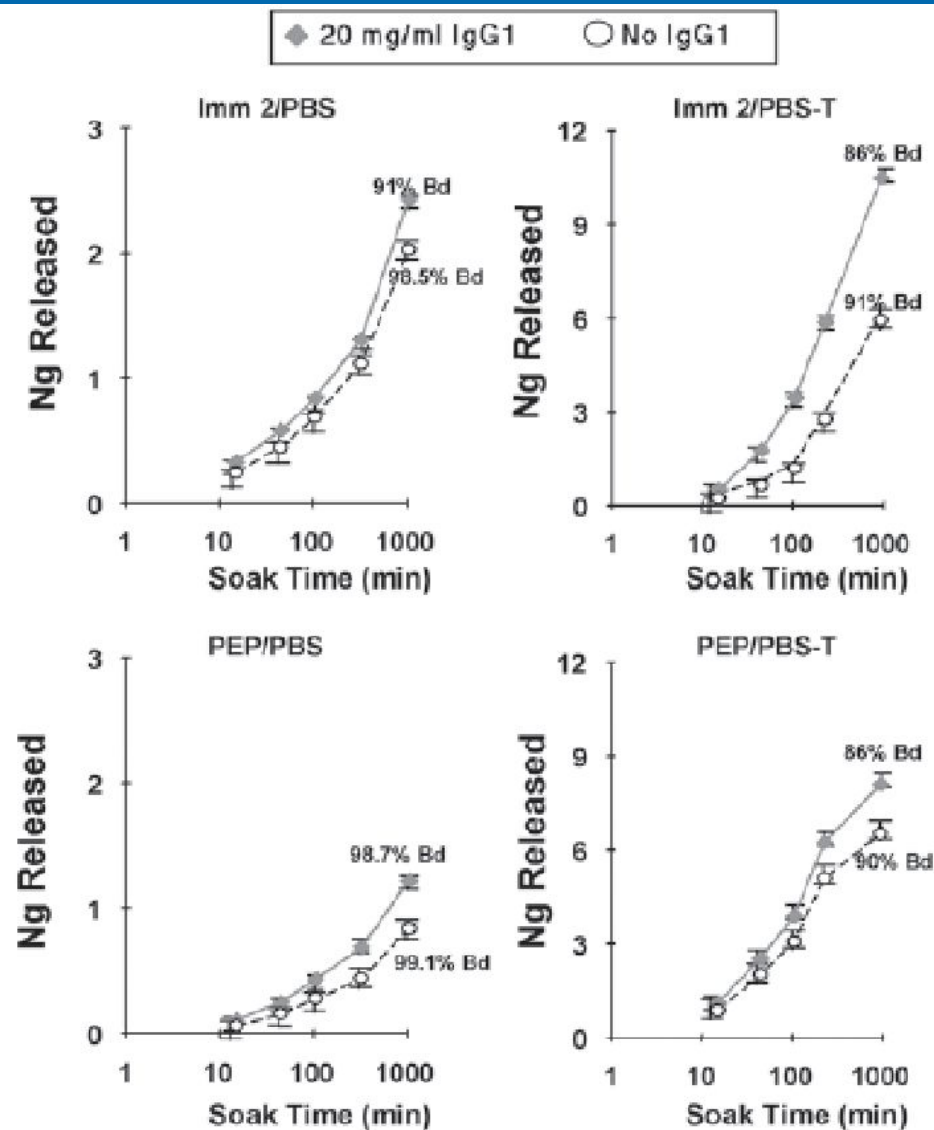 20 mg/ml IgG1 No IgG1
Imm 2/PBS
3
2
1
0
Ng Released
91% Bd
98.5% Bd
1 10 100 1000
Soak Time (min)
Imm 2/PBS-T
12
9
6
3
0
Ng Released
86% Bd
91% Bd
1 10 100 1000
Soak Time (min)
PEP/PBS
3
2
1
0
Ng Released
98.7% Bd
99.1% Bd
1 10 100 1000
Soak Time (min)
PEP/PBS-T
12
9
6
3
0
Ng Released
86% Bd
90% Bd
1 10 100 1000
Soak Time (min)